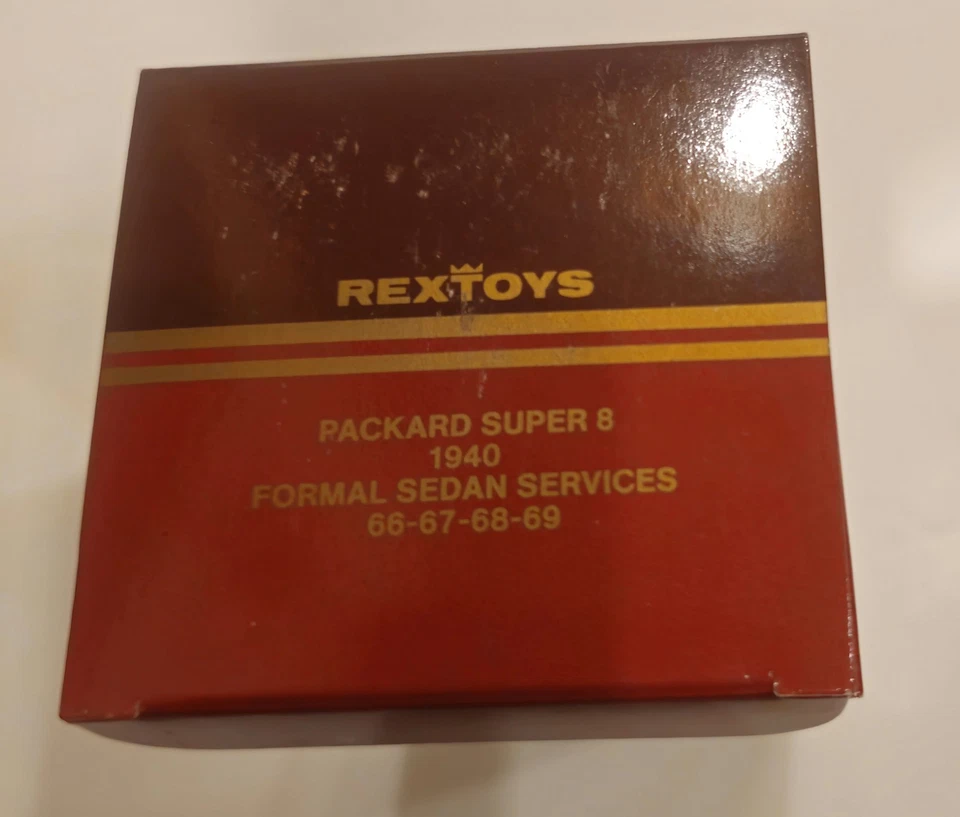 REXTOYS
PACKARD SUPER 8
1940
FORMAL SEDAN SERVICES
66-67-68-69